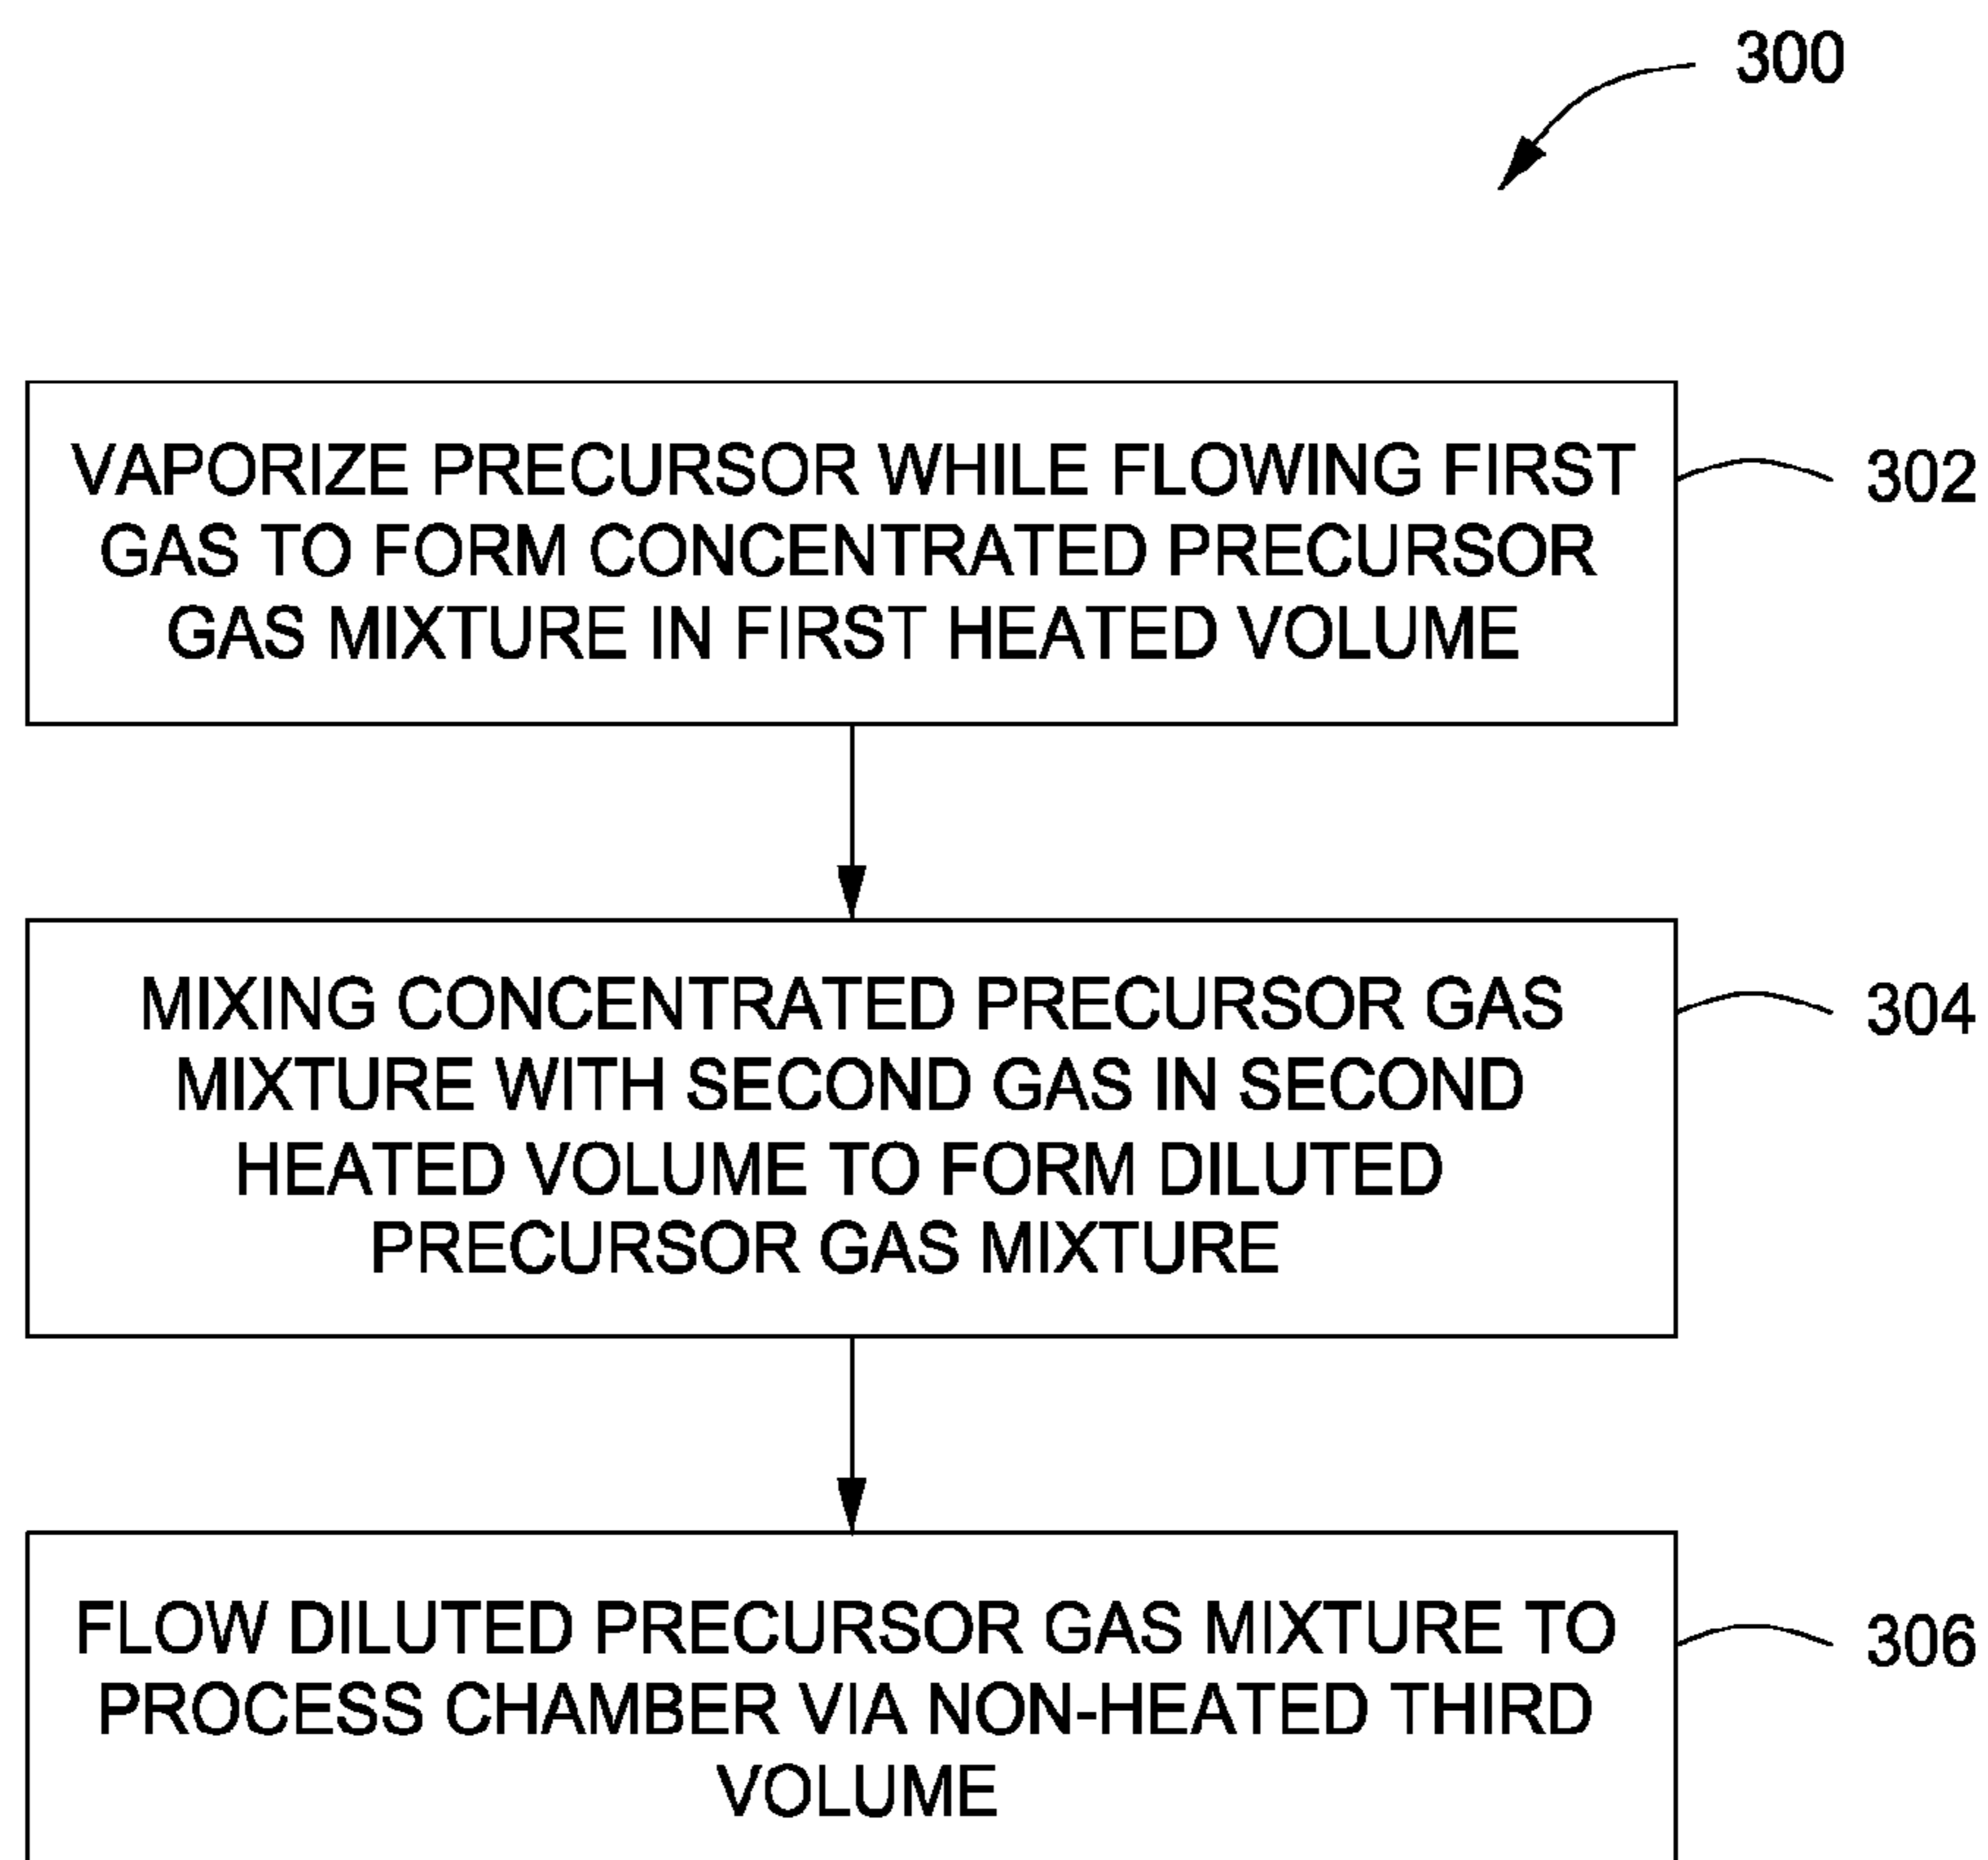 300
VAPORIZE PRECURSOR WHILE FLOWING FIRST
GAS TO FORM CONCENTRATED PRECURSOR
GAS MIXTURE IN FIRST HEATED VOLUME
302
MIXING CONCENTRATED PRECURSOR GAS
MIXTURE WITH SECOND GAS IN SECOND
HEATED VOLUME TO FORM DILUTED
PRECURSOR GAS MIXTURE
304
FLOW DILUTED PRECURSOR GAS MIXTURE TO
PROCESS CHAMBER VIA NON-HEATED THIRD
VOLUME
306